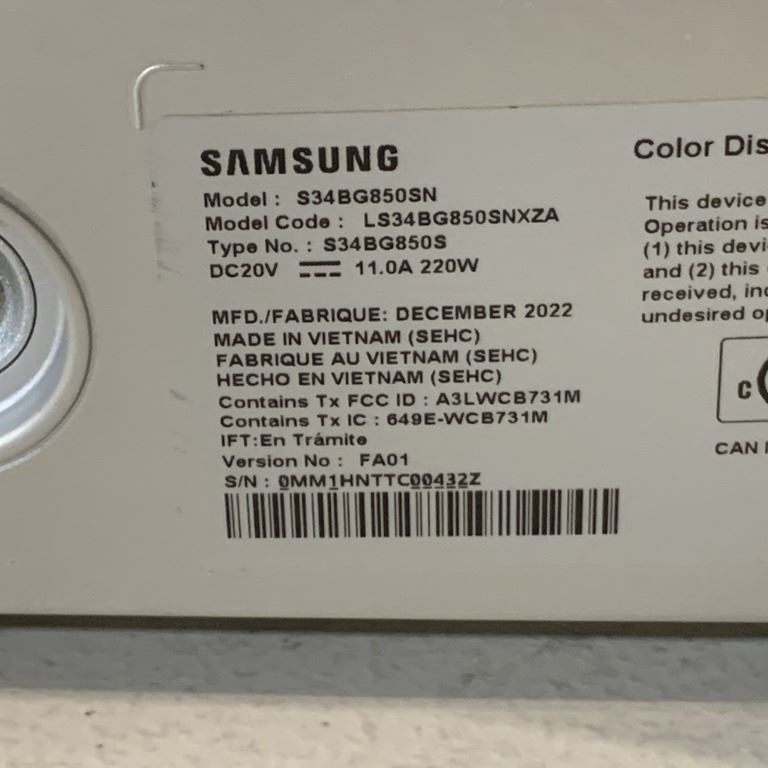 SAMSUNG
Model : S34BG850SN
Model Code : LS34BG850SNXZA
Type No. : S34BG850S
DC20V 11.0A 220W
MFD./FABRIQUE: DECEMBER 2022
MADE IN VIETNAM (SEHC)
FABRIQUE AU VIETNAM (SEHC)
HECHO EN VIETNAM (SEHC)
Contains Tx FCC ID : A3LWCB731M
Contains Tx IC : 649E-WCB731M
IFT:En Trámite
Version No : FA01
S/N : 0MM1HNTTC00432Z
Color Dis
This device
Operation is
(1) this devi
and (2) this
received, inc
undesired op
C
CAN